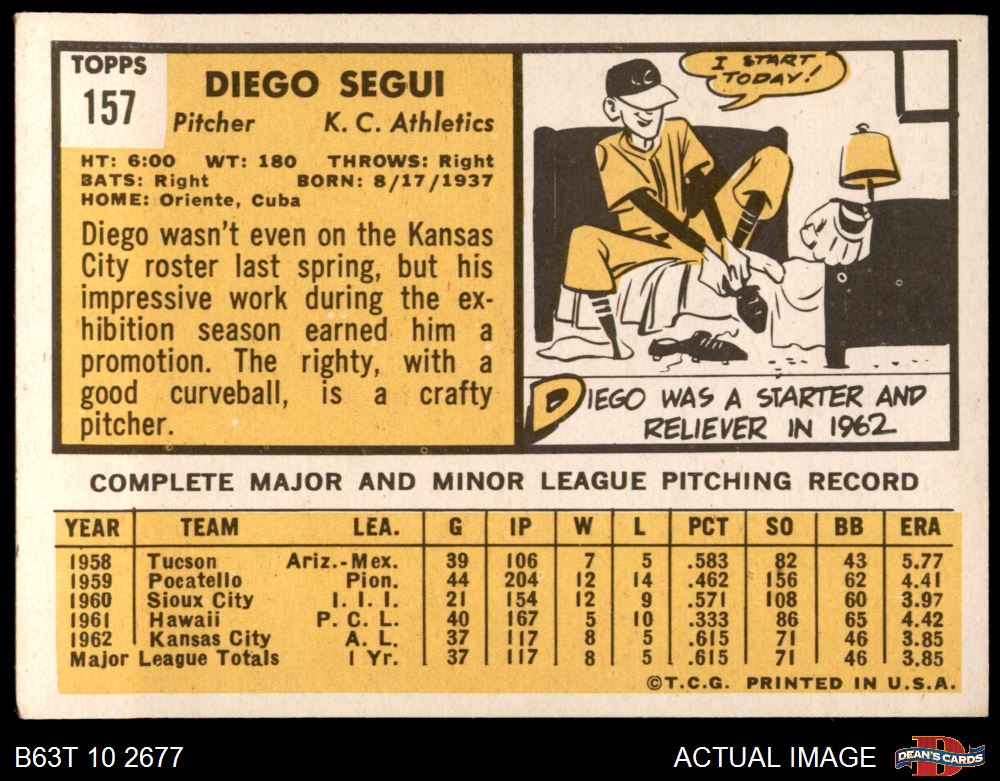 TOPPS
157
DIEGO SEGUI
Pitcher K. C. Athletics
HT: 6:00 WT: 180 THROWS: Right
BATS: Right BORN: 8/17/1937
HOME: Oriente, Cuba
Diego wasn't even on the Kansas
City roster last spring, but his
impressive work during the ex-
hibition season earned him a
promotion. The righty, with a
good curveball, is a crafty
pitcher.
I START
TODAY!
DIEGO WAS A STARTER AND
RELIEVER IN 1962
COMPLETE MAJOR AND MINOR LEAGUE PITCHING RECORD
YEAR TEAM LEA. G IP W L PCT SO BB ERA
1958 Tucson Ariz.-Mex. 39 106 7 5 .583 82 43 5.77
1959 Pocatello Pion. 44 204 12 14 .462 156 62 4.41
1960 Sioux City I. I. I. 21 154 12 9 .571 108 60 3.97
1961 Hawaii P. C. L. 40 167 5 10 .333 86 65 4.42
1962 Kansas City A. L. 37 117 8 5 .615 71 46 3.85
Major League Totals 1 Yr. 37 117 8 5 .615 71 46 3.85
©T.C.G. PRINTED IN U.S.A.
B63T 10 2677 ACTUAL IMAGE D DEAN'S CARDS